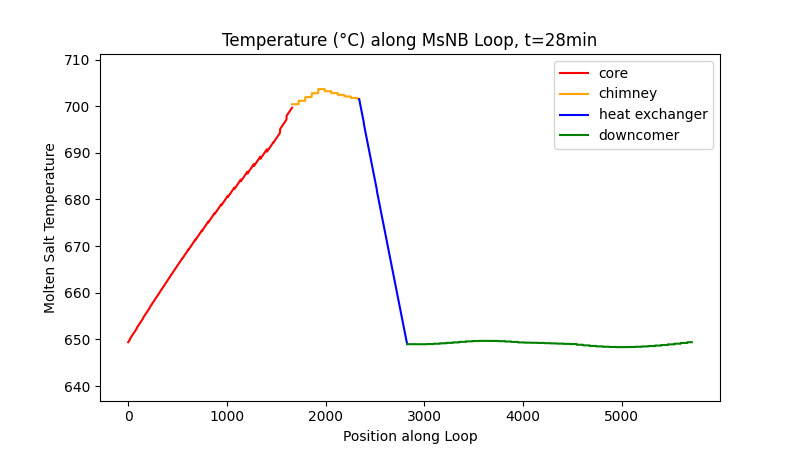 Temperature (°C) along MsNB Loop, t=28min
710
700
690
680
670
660
650
640
Molten Salt Temperature
core
chimney
heat exchanger
downcomer
0
1000
2000
3000
4000
5000
Position along Loop